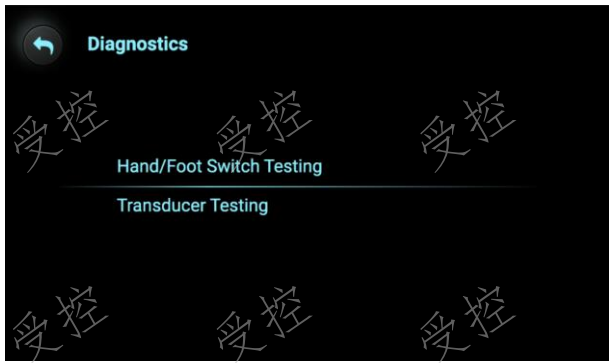 Diagnostics
受控 受控 受控
Hand/Foot Switch Testing
Transducer Testing
受控 受控 受控